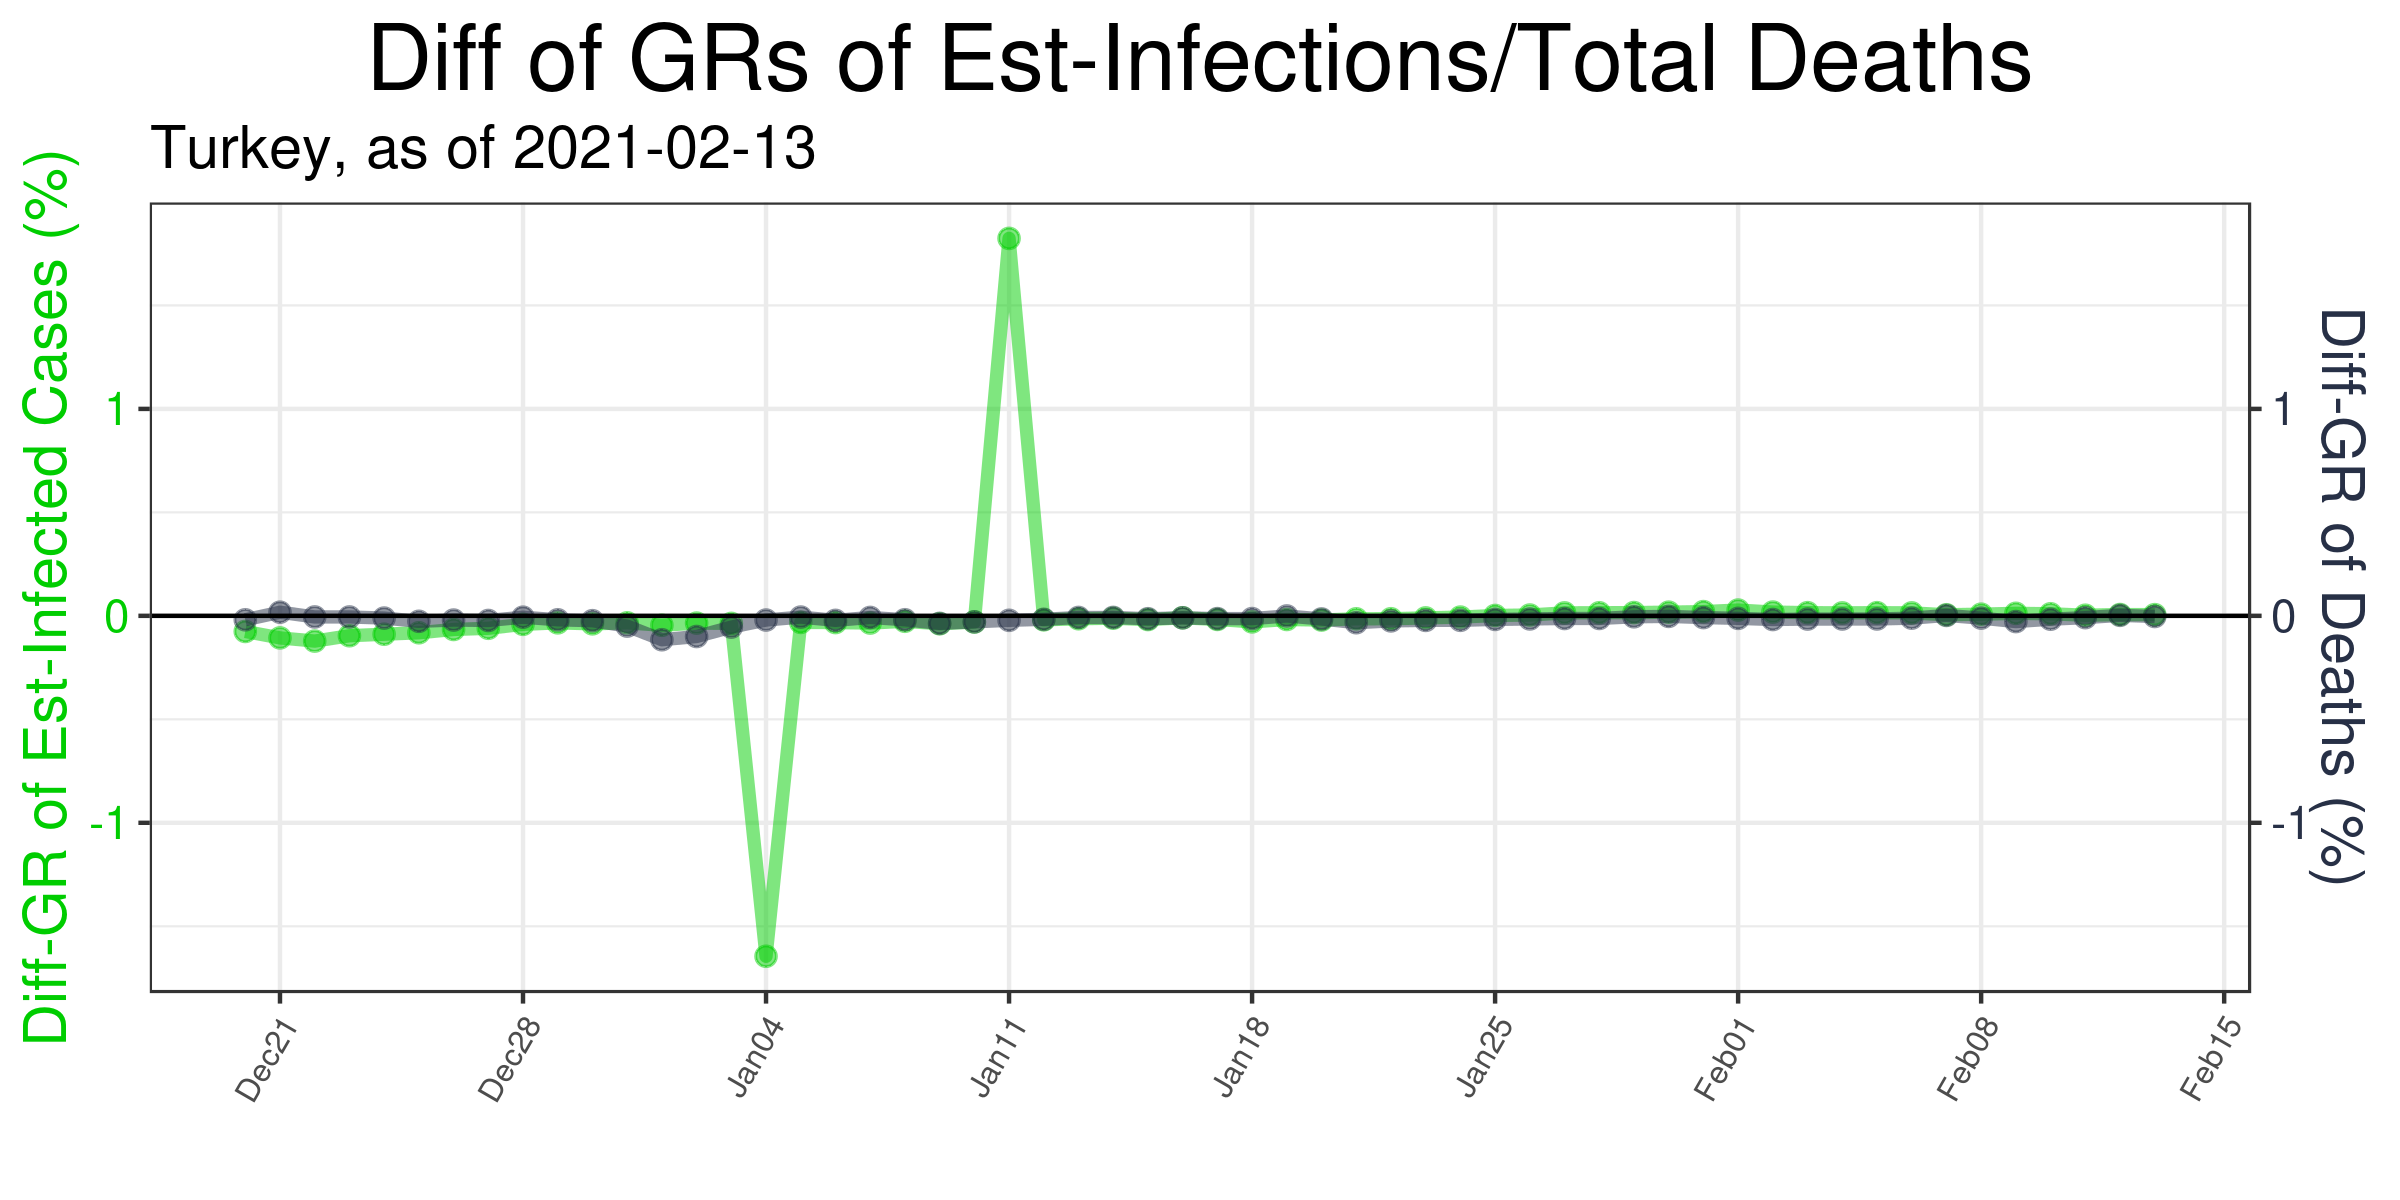 Diff of GRs of Est-Infections/Total Deaths
Turkey, as of 2021-02-13
Diff-GR of Est-Infected Cases (%)
1
0
-1
1
0
-1
Diff-GR of Deaths (%)
Dec21
Dec28
Jan04
Jan11
Jan18
Jan25
Feb01
Feb08
Feb15